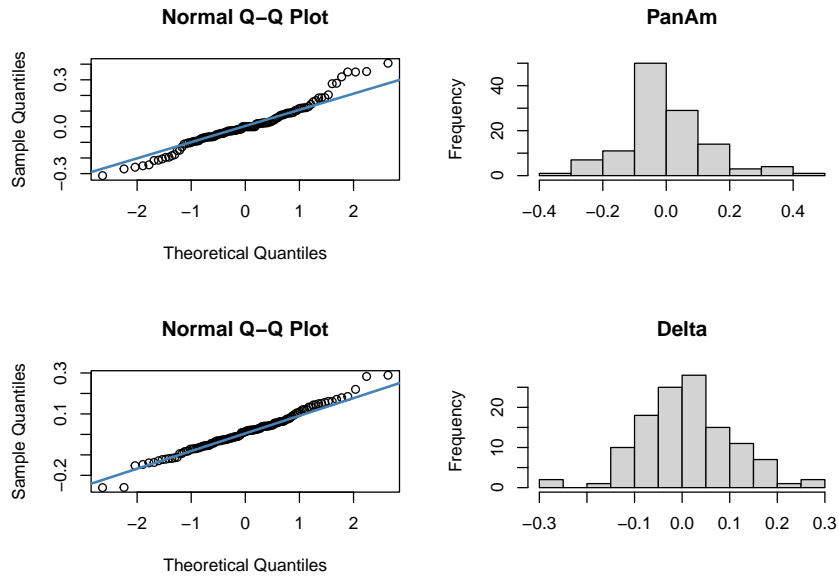 Normal Q−Q Plot
Sample Quantiles
−0.3 0.0 0.3
−2 −1 0 1 2
Theoretical Quantiles
PanAm
Frequency
0 20 40
−0.4 −0.2 0.0 0.2 0.4
Normal Q−Q Plot
Sample Quantiles
−0.2 0.1 0.3
−2 −1 0 1 2
Theoretical Quantiles
Delta
Frequency
0 10 20
−0.3 −0.1 0.0 0.1 0.2 0.3